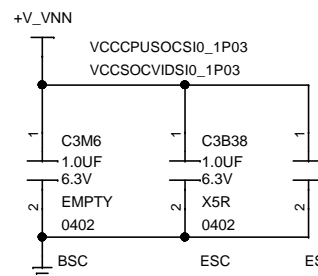 +V_VNN
VCCCPUSOCSI0_1P03
VCCSOCVIDSI0_1P03
1
C3M6
1.0UF
6.3V
EMPTY
0402
2
1
C3B38
1.0UF
6.3V
X5R
0402
2
1
2
BSC
ESC
ES